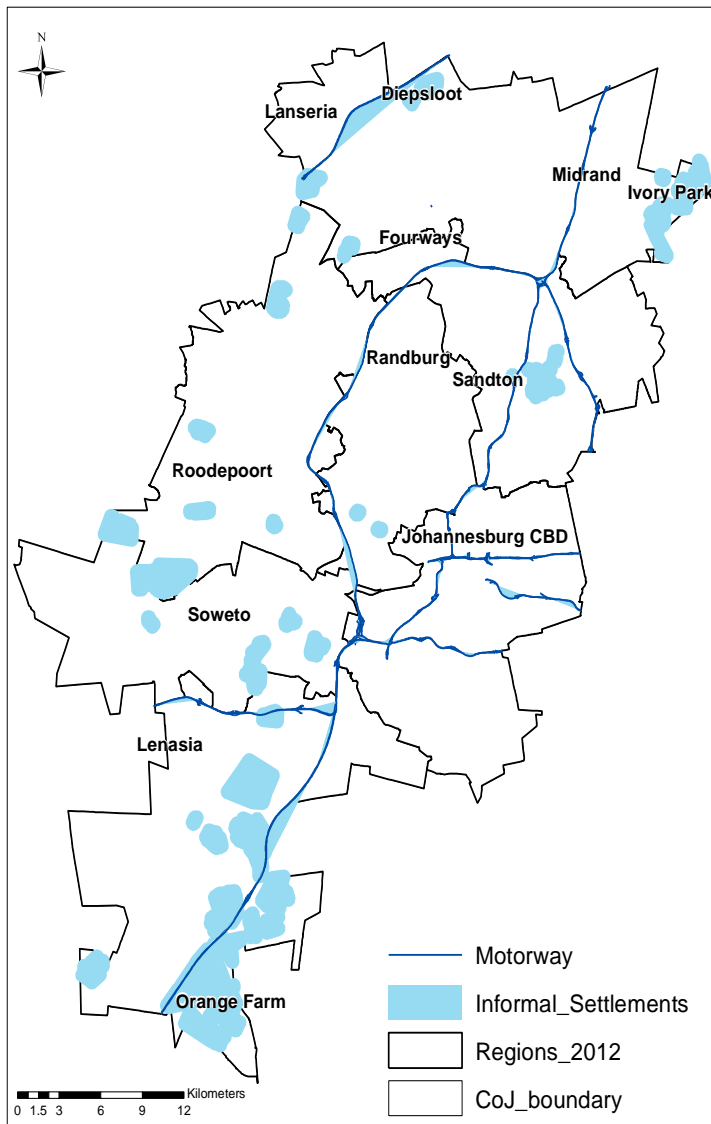 N
Diepsloot
Lanseria
Midrand
Ivory Park
Fourways
Randburg
Sandton
Roodepoort
Johannesburg CBD
Soweto
Lenasia
Orange Farm
Motorway
Informal_Settlements
Regions_2012
CoJ_boundary
Kilometers
0 1.5 3 6 9 12